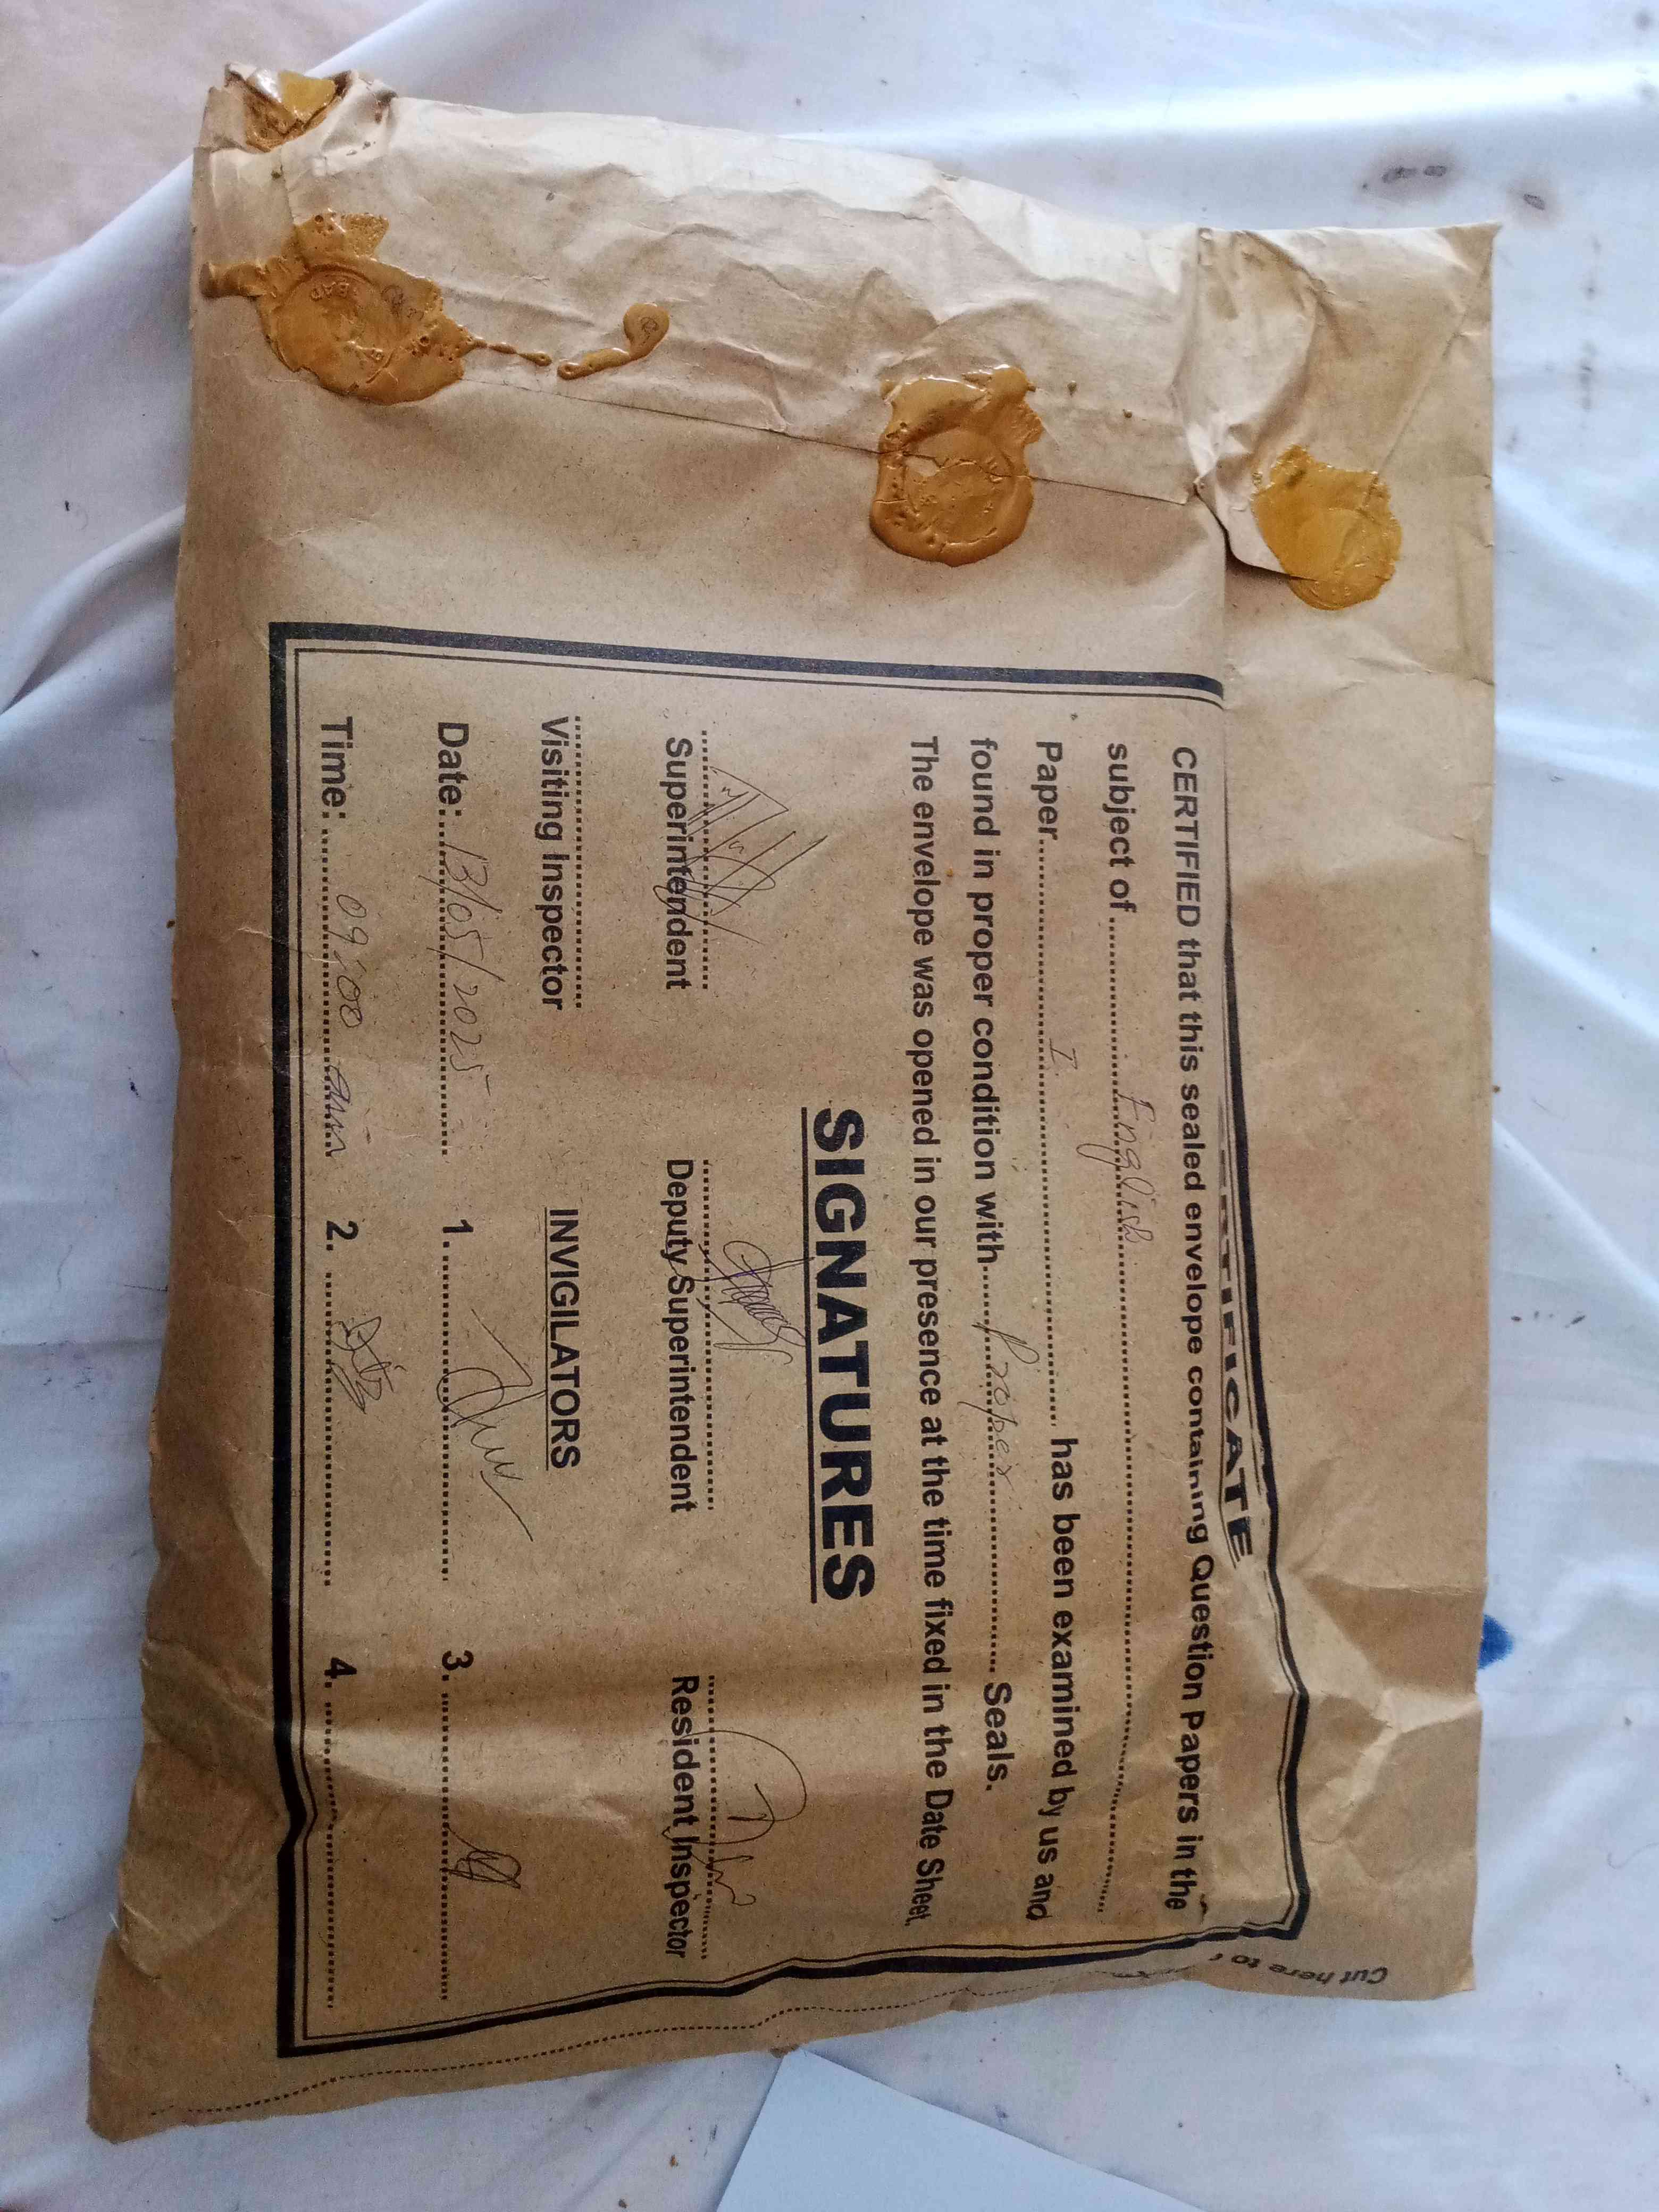 CERTIFICATE
CERTIFIED that this sealed envelope containing Question Papers in the
subject of .......... English ..........
Paper .......... I .......... has been examined by us and
found in proper condition with .......... Proper .......... Seals.
The envelope was opened in our presence at the time fixed in the Date Sheet.
SIGNATURES
Superintendent Deputy Superintendent Resident Inspector
Visiting Inspector INVIGILATORS
Date: 13/05/2025 1. .......... 3. ..........
Time: 09:00 am 2. .......... 4. ..........
Cut here to